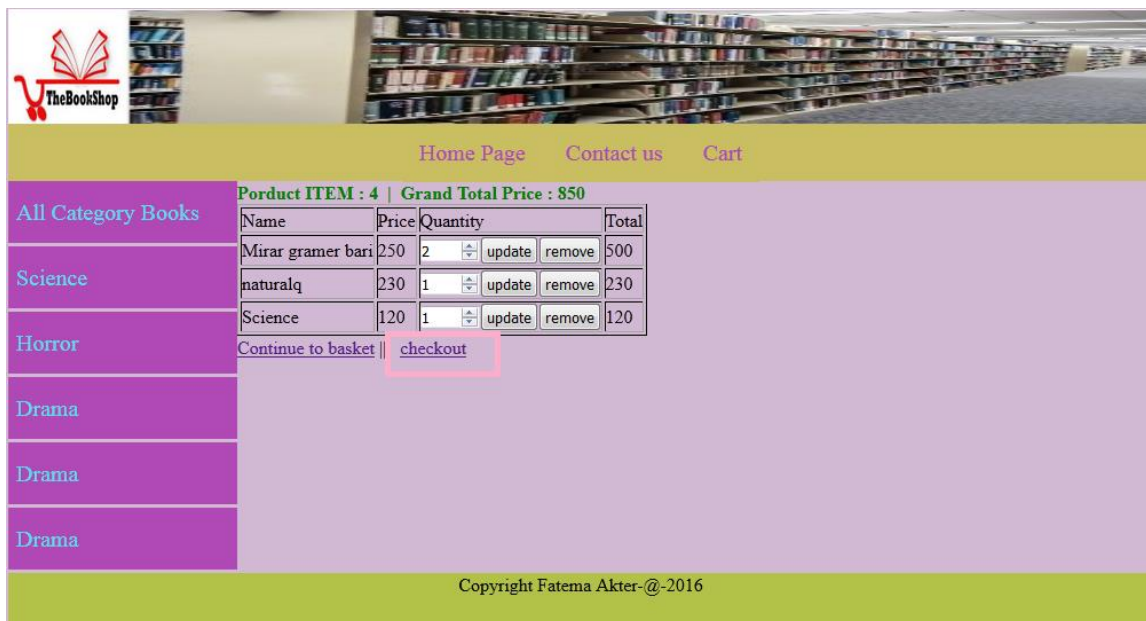 TheBookShop
Home Page Contact us Cart
All Category Books
Science
Horror
Drama
Drama
Drama
Porduct ITEM : 4 | Grand Total Price : 850
Name Price Quantity Total
Mirar gramer bari 250 2 update remove 500
naturalq 230 1 update remove 230
Science 120 1 update remove 120
Continue to basket || checkout
Copyright Fatema Akter-@-2016